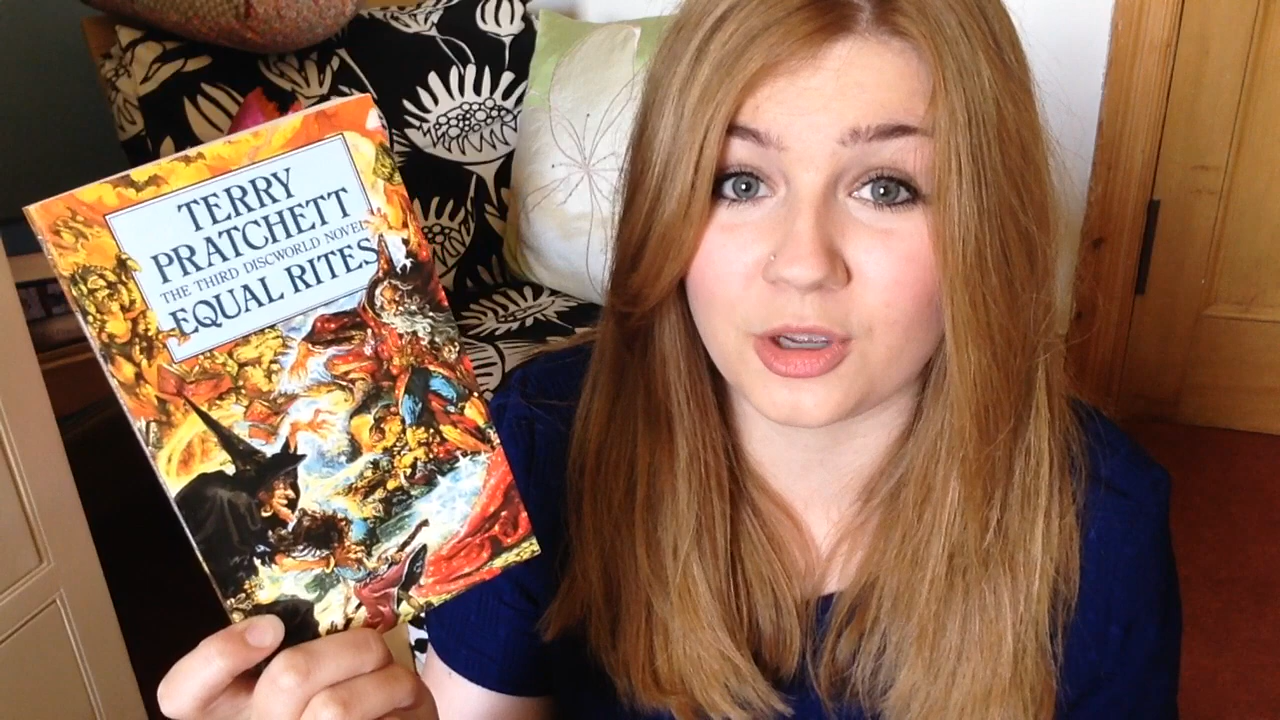 TERRY
PRATCHETT
THE THIRD DISCWORLD NOVEL
EQUAL RITES